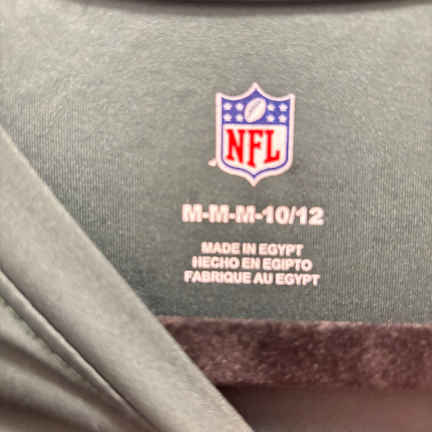 NFL
M-M-M-10/12
MADE IN EGYPT
HECHO EN EGIPTO
FABRIQUE AU EGYPT